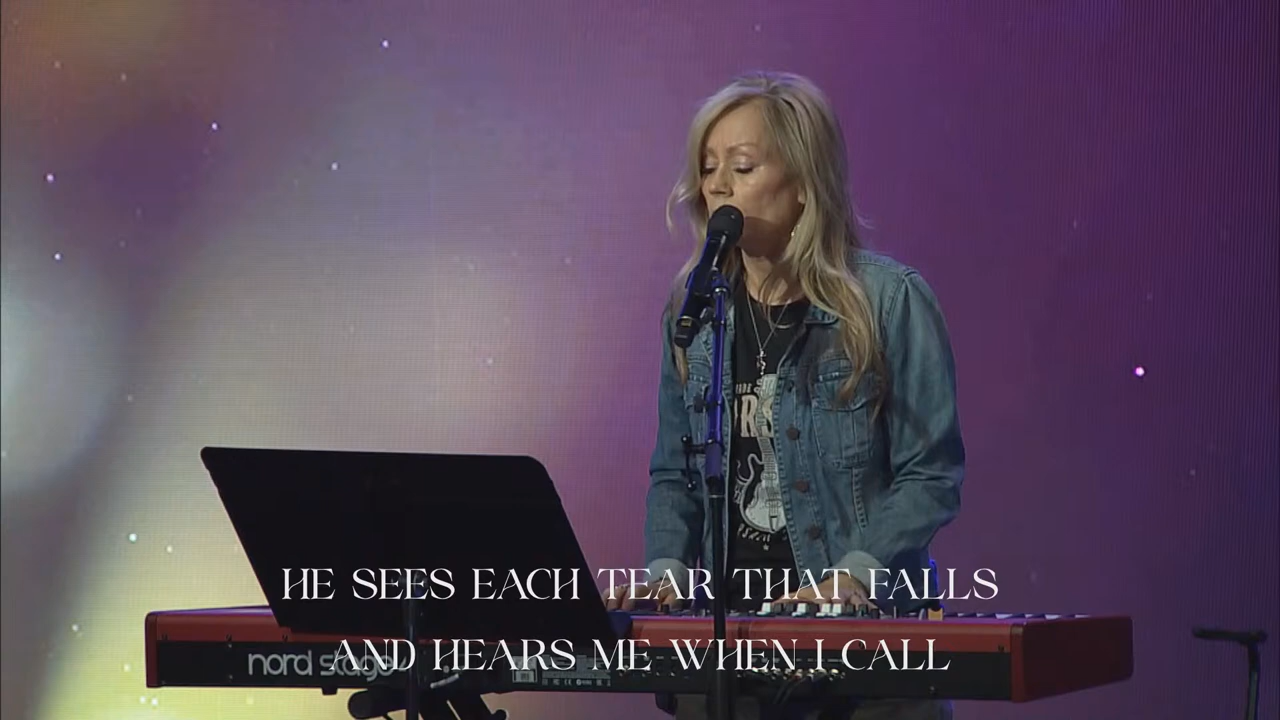 HE SEES EACH TEAR THAT FALLS
AND HEARS ME WHEN I CALL
nord stage